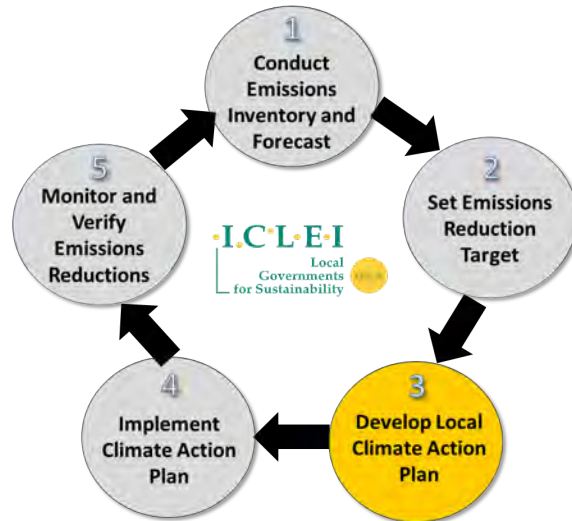 1
Conduct
Emissions
Inventory and
Forecast
2
Set Emissions
Reduction
Target
3
Develop Local
Climate Action
Plan
4
Implement
Climate Action
Plan
5
Monitor and
Verify
Emissions
Reductions
I.C.L.E.I
Local
Governments
for Sustainability